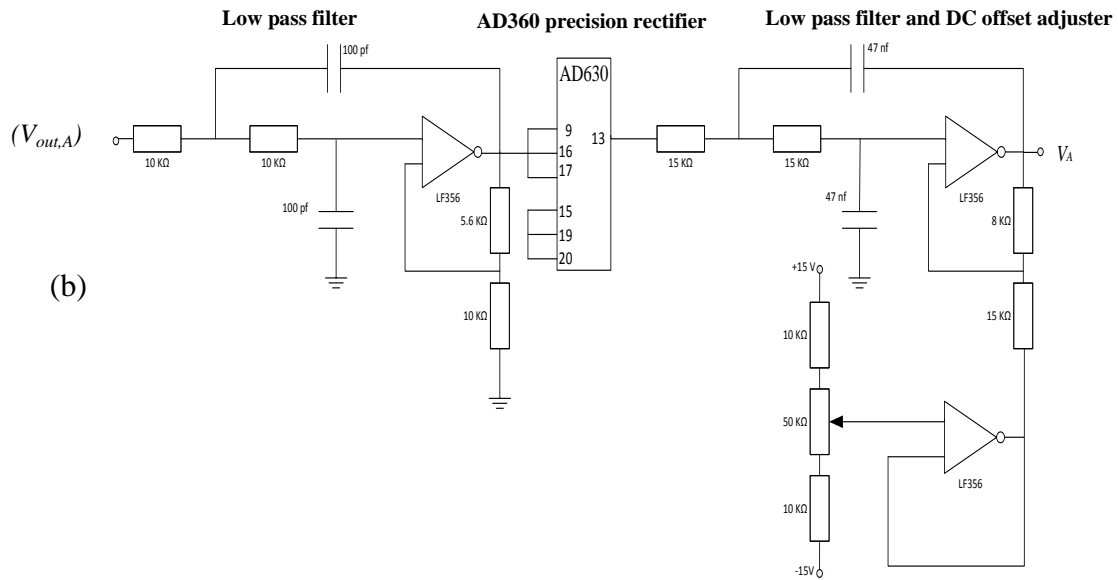 Low pass filter
AD360 precision rectifier
Low pass filter and DC offset adjuster
100 pf
47 nf
AD630
(Vout,A)
10 KΩ
10 KΩ
LF356
100 pf
5.6 KΩ
10 KΩ
9
16
17
13
15
19
20
15 KΩ
15 KΩ
LF356
VA
47 nf
8 KΩ
15 KΩ
(b)
+15 V
10 KΩ
50 KΩ
LF356
10 KΩ
-15V